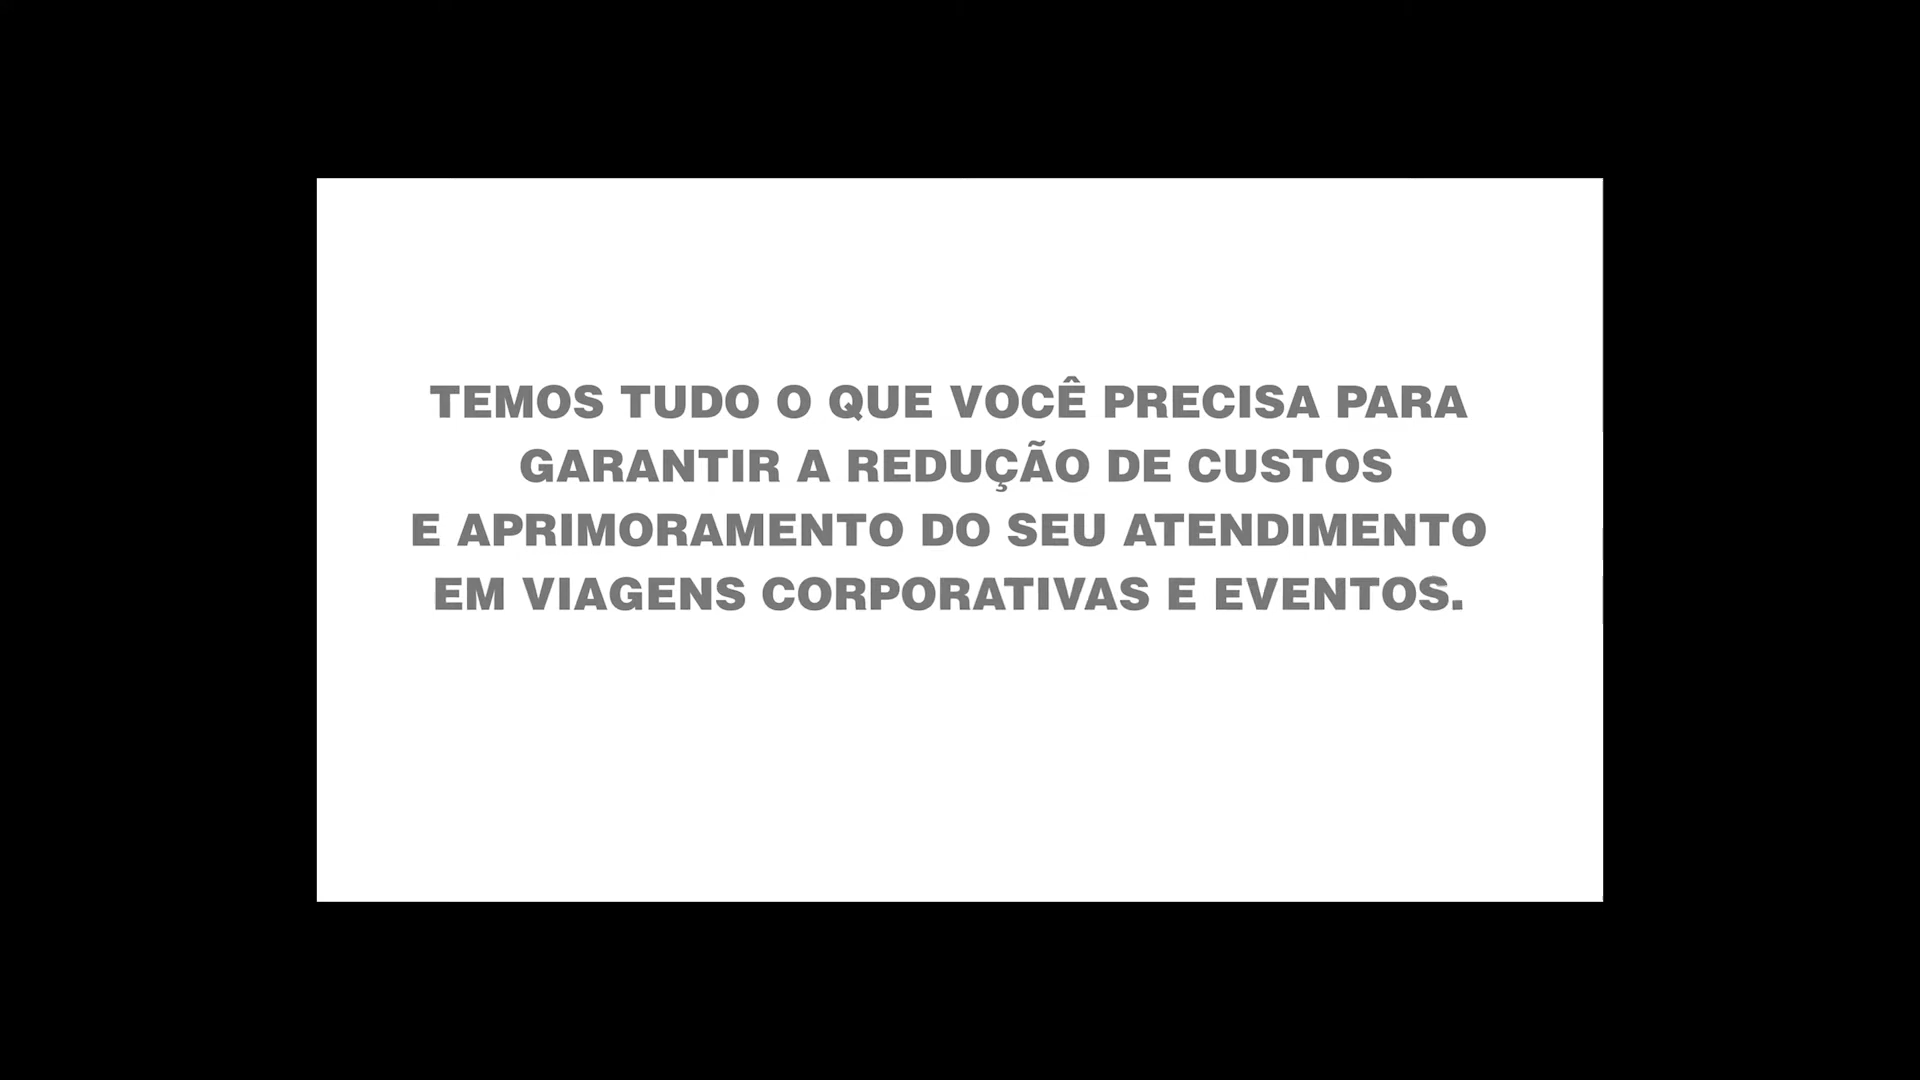 TEMOS TUDO O QUE VOCÊ PRECISA PARA
GARANTIR A REDUÇÃO DE CUSTOS
E APRIMORAMENTO DO SEU ATENDIMENTO
EM VIAGENS CORPORATIVAS E EVENTOS.